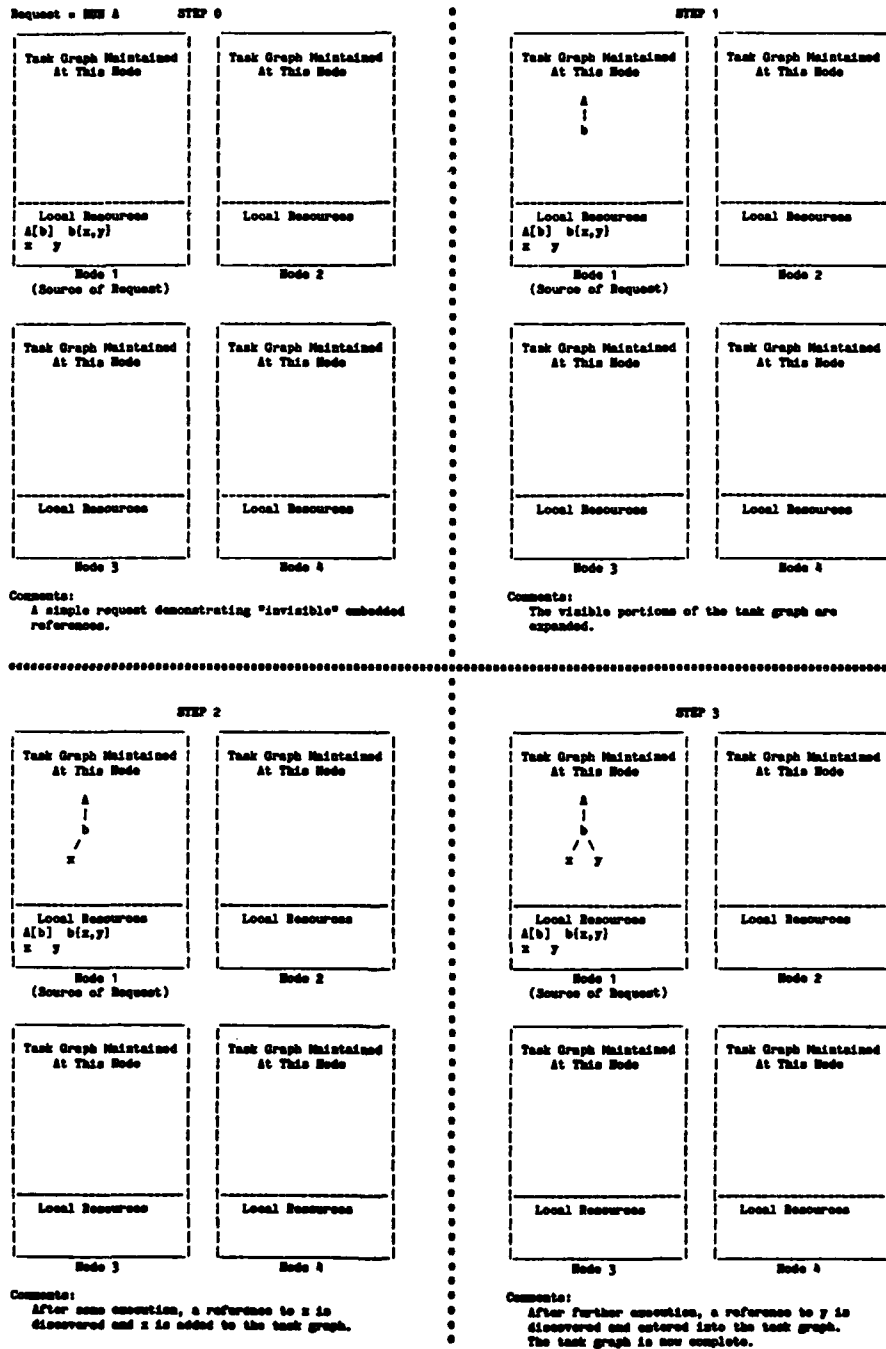 Request = RUN A
STEP 0
Task Graph Maintained
At This Node
Local Resources
A[b] b{x,y}
x y
Node 1
(Source of Request)
Task Graph Maintained
At This Node
Local Resources
Node 2
Task Graph Maintained
At This Node
Local Resources
Node 3
Task Graph Maintained
At This Node
Local Resources
Node 4
Comments:
A simple request demonstrating "invisible" embedded
references.
STEP 1
Task Graph Maintained
At This Node
A
b
Local Resources
A[b] b{x,y}
x y
Node 1
(Source of Request)
Task Graph Maintained
At This Node
Local Resources
Node 2
Task Graph Maintained
At This Node
Local Resources
Node 3
Task Graph Maintained
At This Node
Local Resources
Node 4
Comments:
The visible portions of the task graph are
expanded.
STEP 2
Task Graph Maintained
At This Node
A
b
x
Local Resources
A[b] b{x,y}
x y
Node 1
(Source of Request)
Task Graph Maintained
At This Node
Local Resources
Node 2
Task Graph Maintained
At This Node
Local Resources
Node 3
Task Graph Maintained
At This Node
Local Resources
Node 4
Comments:
After some execution, a reference to x is
discovered and x is added to the task graph.
STEP 3
Task Graph Maintained
At This Node
A
b
x y
Local Resources
A[b] b{x,y}
x y
Node 1
(Source of Request)
Task Graph Maintained
At This Node
Local Resources
Node 2
Task Graph Maintained
At This Node
Local Resources
Node 3
Task Graph Maintained
At This Node
Local Resources
Node 4
Comments:
After further execution, a reference to y is
discovered and entered into the task graph.
The task graph is now complete.